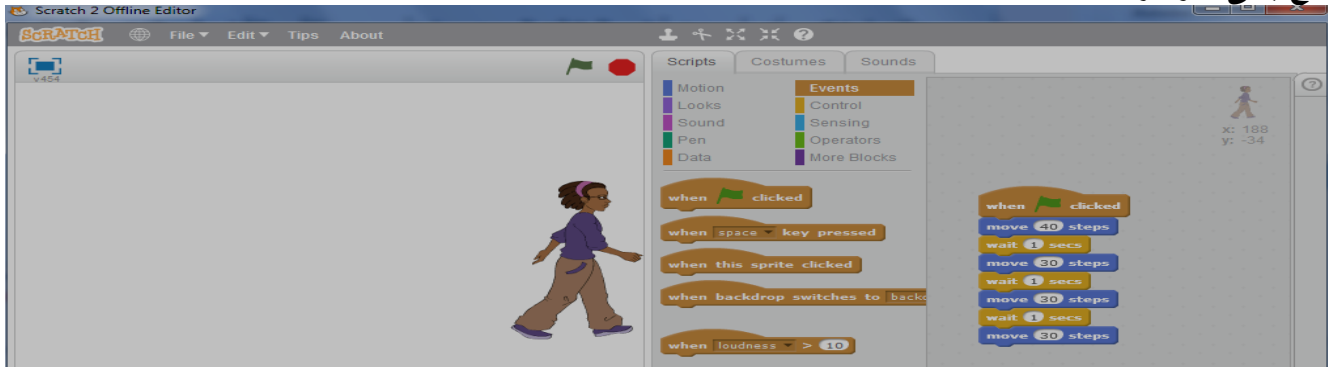 Scratch 2 Offline Editor
SCRATCH File Edit Tips About
v454
Scripts Costumes Sounds
Motion Events
Looks Control
Sound Sensing
Pen Operators
Data More Blocks
x: 188
y: -34
when clicked
when space key pressed
when this sprite clicked
when backdrop switches to
when loudness > 10
when clicked
move 40 steps
wait 1 secs
move 30 steps
wait 1 secs
move 30 steps
wait 1 secs
move 30 steps